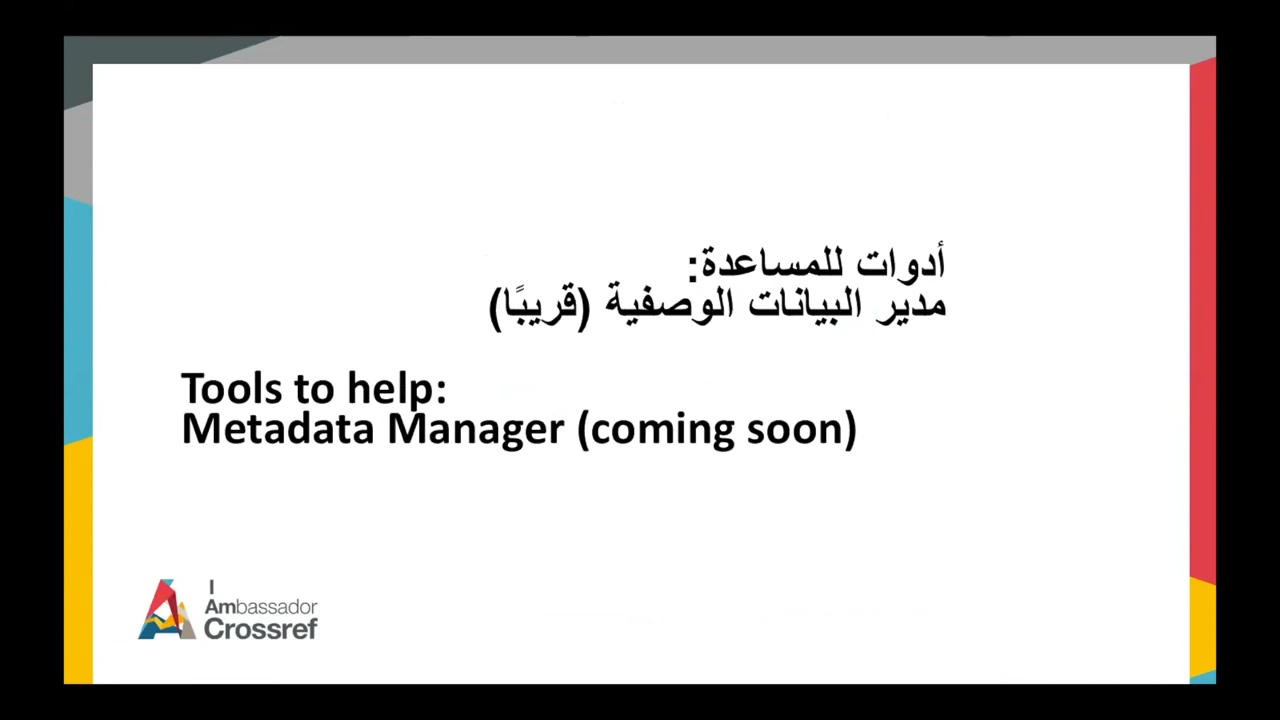 أدوات للمساعدة:
مدير البيانات الوصفية (قريبًا)
Tools to help:
Metadata Manager (coming soon)
I
Ambassador
Crossref